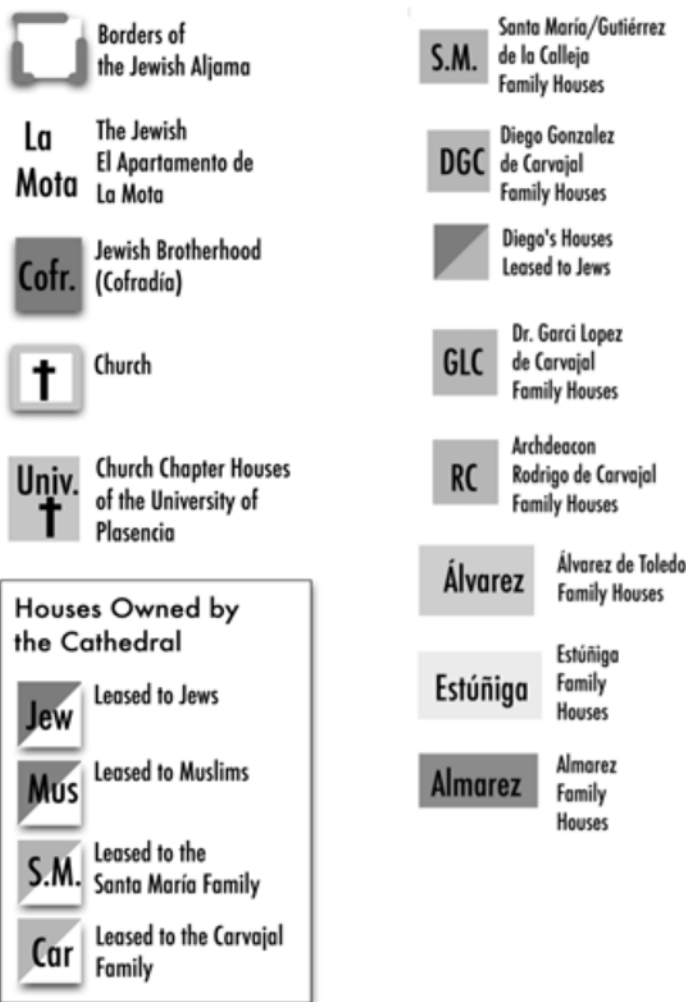 Borders of
the Jewish Aljama
La
Mota
The Jewish
El Apartamento de
La Mota
Cofr.
Jewish Brotherhood
(Cofradía)
Church
Univ.
Church Chapter Houses
of the University of
Plasencia
Houses Owned by
the Cathedral
Jew
Leased to Jews
Mus
Leased to Muslims
S.M.
Leased to the
Santa María Family
Car
Leased to the Carvajal
Family
S.M.
Santa María/Gutiérrez
de la Calleja
Family Houses
DGC
Diego Gonzalez
de Carvajal
Family Houses
Diego's Houses
Leased to Jews
GLC
Dr. Garci Lopez
de Carvajal
Family Houses
RC
Archdeacon
Rodrigo de Carvajal
Family Houses
Álvarez
Álvarez de Toledo
Family Houses
Estúñiga
Estúñiga
Family
Houses
Almarez
Almarez
Family
Houses